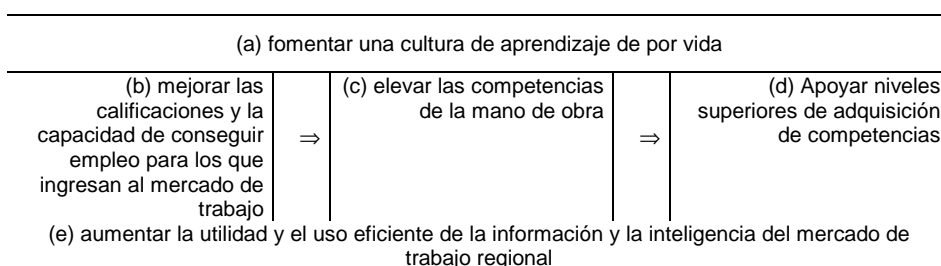 (a) fomentar una cultura de aprendizaje de por vida
(b) mejorar las
calificaciones y la
capacidad de conseguir
empleo para los que
ingresan al mercado de
trabajo
⇒
(c) elevar las competencias
de la mano de obra
⇒
(d) Apoyar niveles
superiores de adquisición
de competencias
(e) aumentar la utilidad y el uso eficiente de la información y la inteligencia del mercado de
trabajo regional